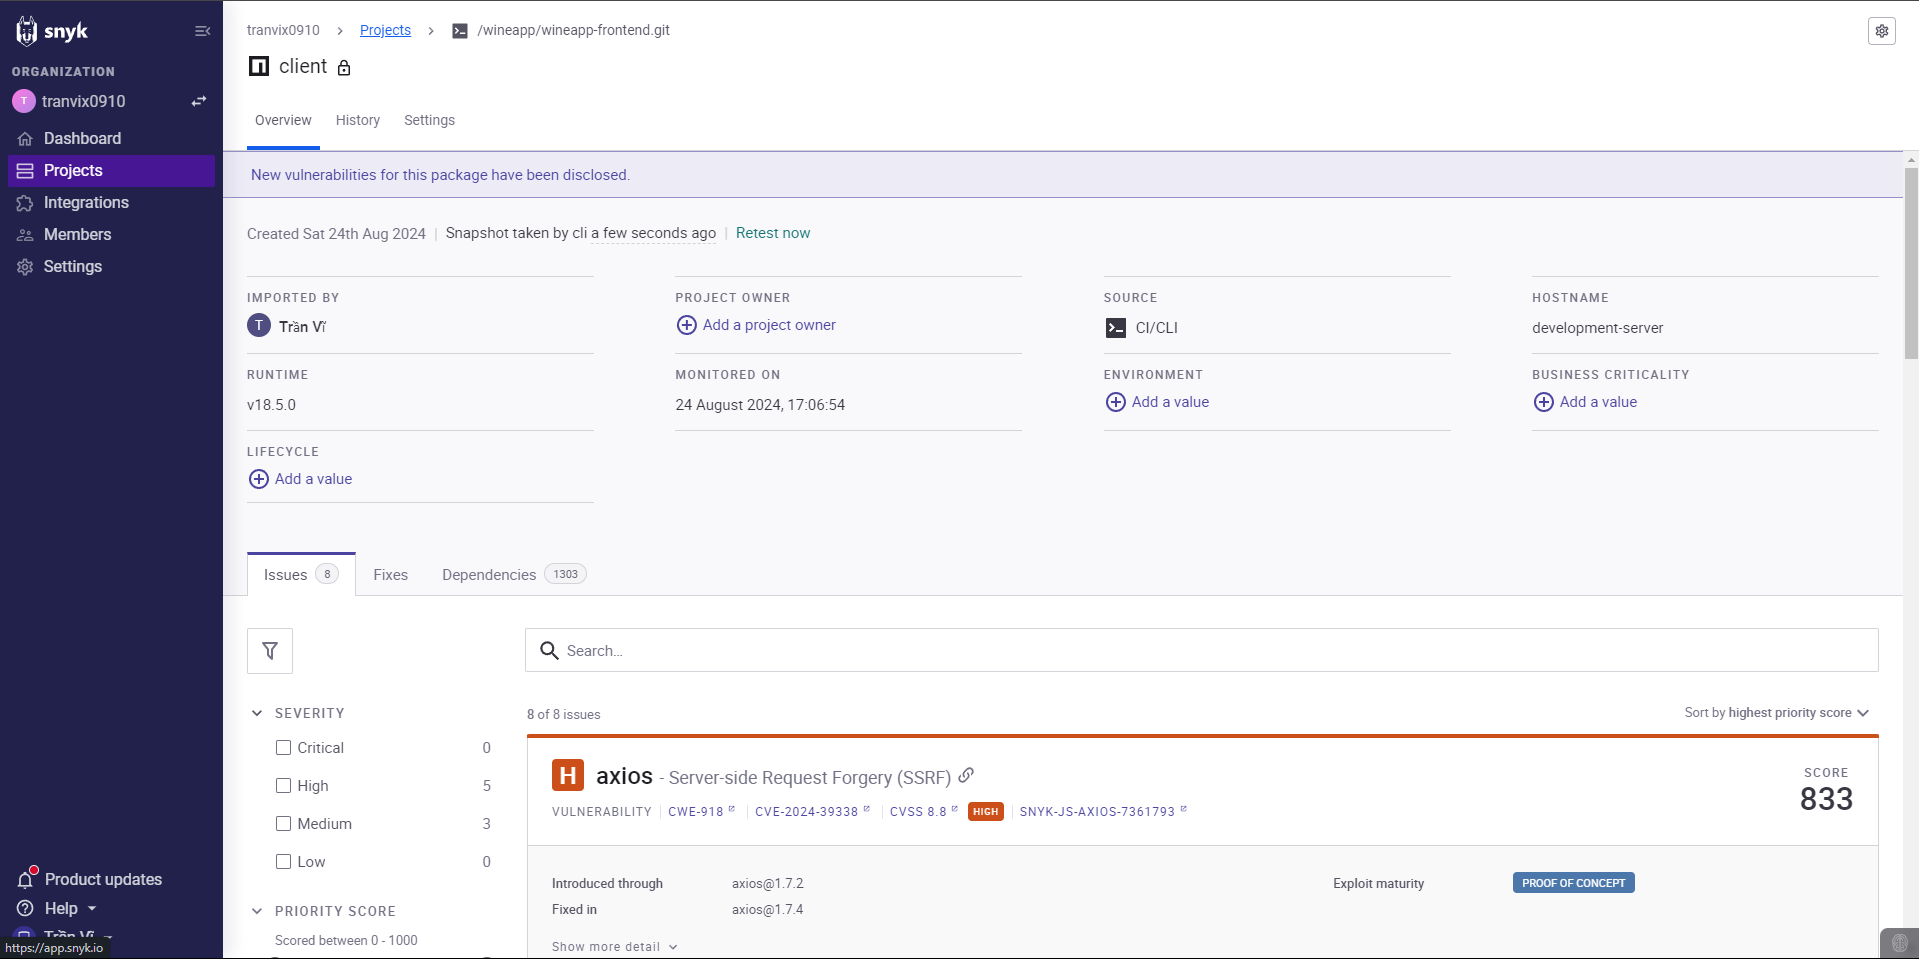 snyk
ORGANIZATION
T tranvix0910
Dashboard
Projects
Integrations
Members
Settings
Product updates
Help
Trần Vĩ
https://app.snyk.io
tranvix0910 > Projects > /wineapp/wineapp-frontend.git
client
Overview History Settings
New vulnerabilities for this package have been disclosed.
Created Sat 24th Aug 2024 | Snapshot taken by cli a few seconds ago | Retest now
IMPORTED BY
T Trần Vĩ
PROJECT OWNER
Add a project owner
SOURCE
CI/CLI
HOSTNAME
development-server
RUNTIME
v18.5.0
MONITORED ON
24 August 2024, 17:06:54
ENVIRONMENT
Add a value
BUSINESS CRITICALITY
Add a value
LIFECYCLE
Add a value
Issues 8 Fixes Dependencies 1303
Search...
SEVERITY
Critical 0
High 5
Medium 3
Low 0
PRIORITY SCORE
Scored between 0 - 1000
8 of 8 issues
Sort by highest priority score
H axios - Server-side Request Forgery (SSRF)
VULNERABILITY | CWE-918 | CVE-2024-39338 | CVSS 8.8 HIGH | SNYK-JS-AXIOS-7361793
SCORE
833
Introduced through axios@1.7.2
Exploit maturity PROOF OF CONCEPT
Fixed in axios@1.7.4
Show more detail